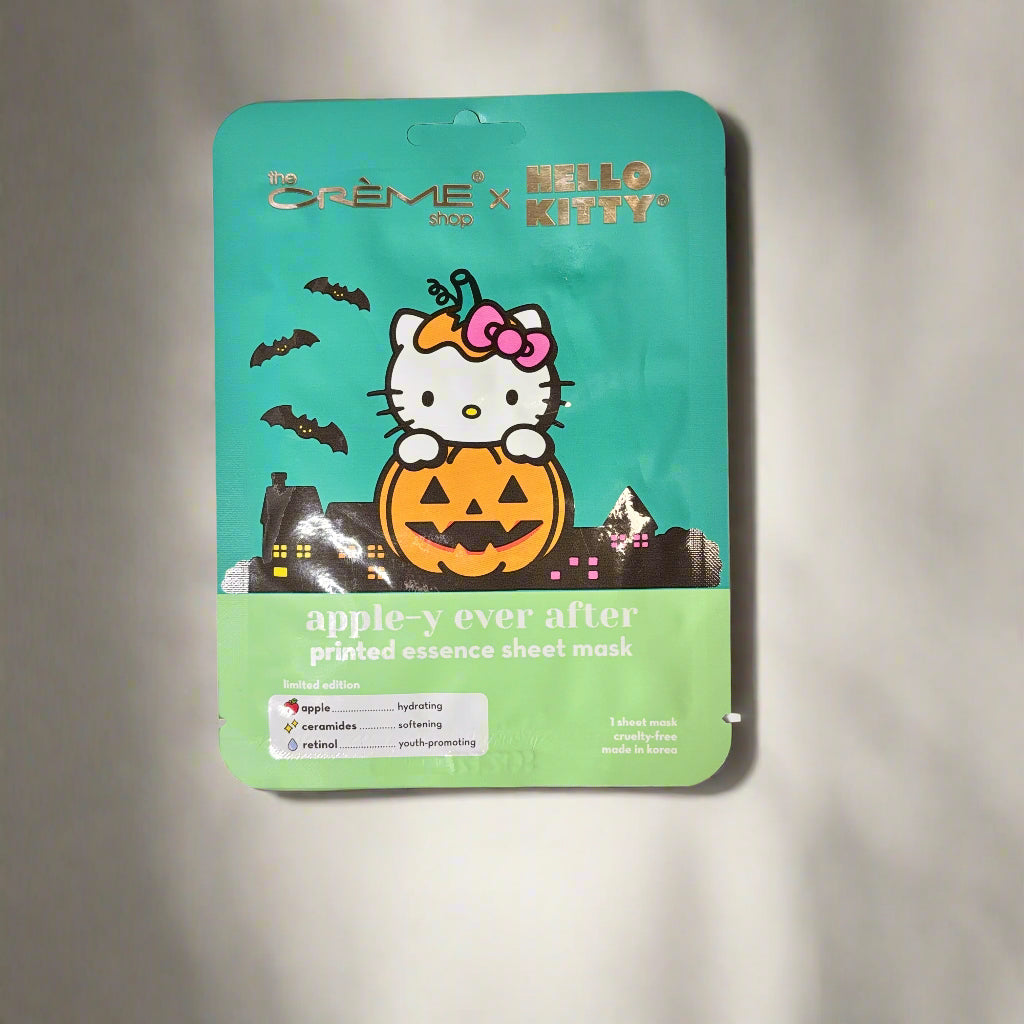 the
CRÈME® x HELLO
shop KITTY®
apple-y ever after
printed essence sheet mask
limited edition
apple........................ hydrating
ceramides ............. softening
retinol ..................... youth-promoting
1 sheet mask
cruelty-free
made in korea